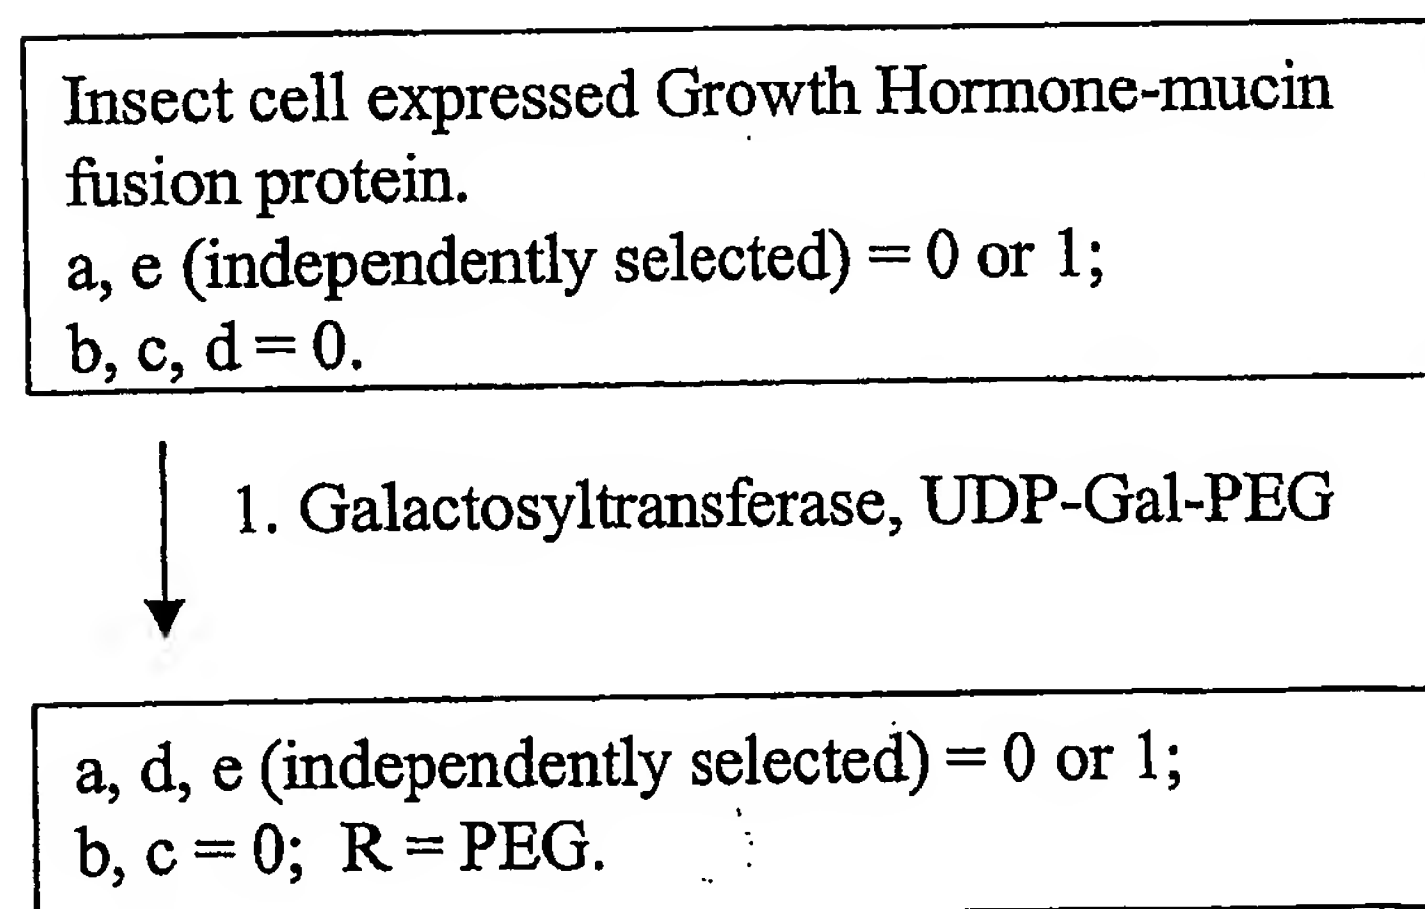 Insect cell expressed Growth Hormone-mucin
fusion protein.
a, e (independently selected) = 0 or 1;
b, c, d = 0.
1. Galactosyltransferase, UDP-Gal-PEG
a, d, e (independently selected) = 0 or 1;
b, c = 0; R = PEG.